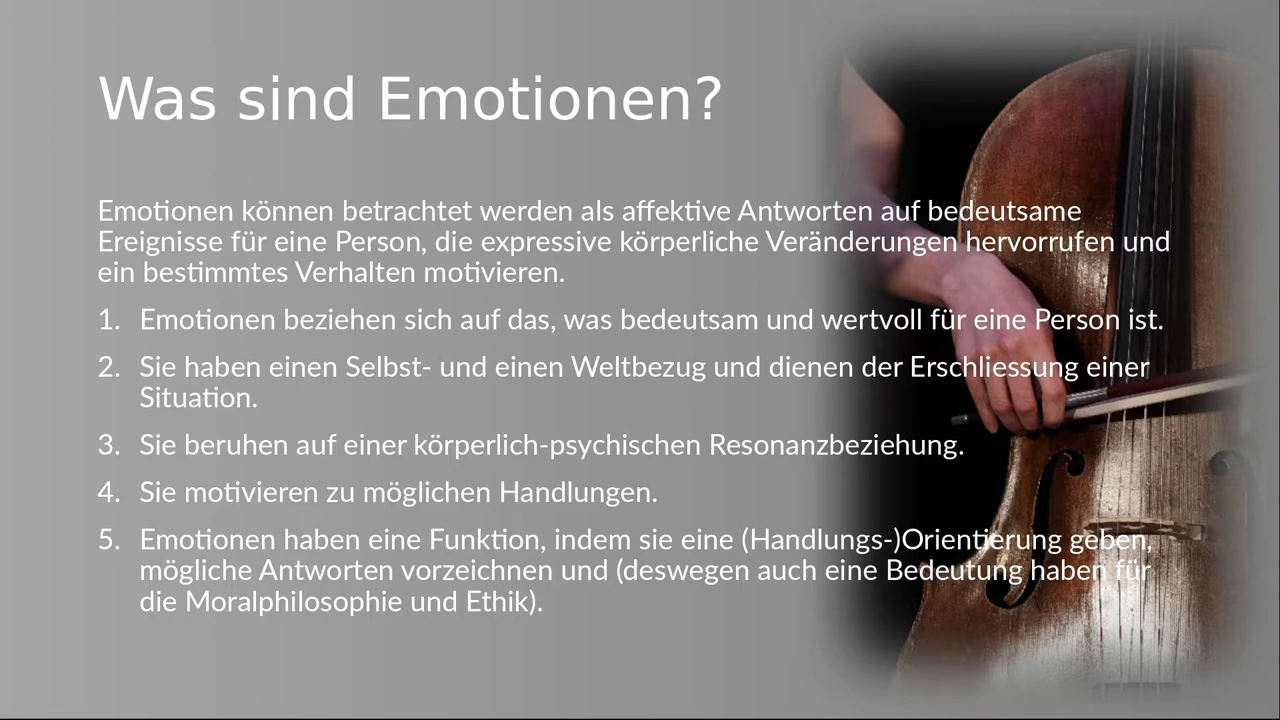 Was sind Emotionen?
Emotionen können betrachtet werden als affektive Antworten auf bedeutsame
Ereignisse für eine Person, die expressive körperliche Veränderungen hervorrufen und
ein bestimmtes Verhalten motivieren.
1. Emotionen beziehen sich auf das, was bedeutsam und wertvoll für eine Person ist.
2. Sie haben einen Selbst- und einen Weltbezug und dienen der Erschliessung einer
Situation.
3. Sie beruhen auf einer körperlich-psychischen Resonanzbeziehung.
4. Sie motivieren zu möglichen Handlungen.
5. Emotionen haben eine Funktion, indem sie eine (Handlungs-)Orientierung geben,
mögliche Antworten vorzeichnen und (deswegen auch eine Bedeutung haben für
die Moralphilosophie und Ethik).